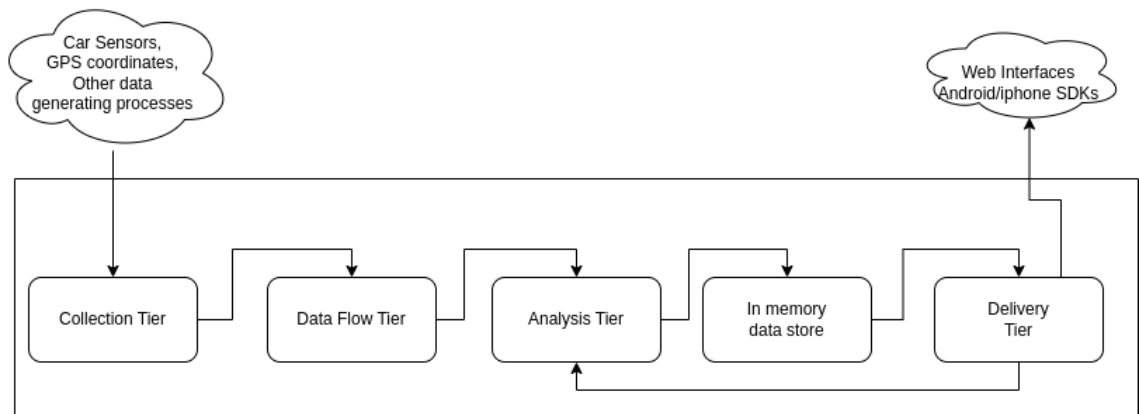 Car Sensors,
GPS coordinates,
Other data
generating processes
Web Interfaces
Android/iphone SDKs
Collection Tier
Data Flow Tier
Analysis Tier
In memory
data store
Delivery
Tier